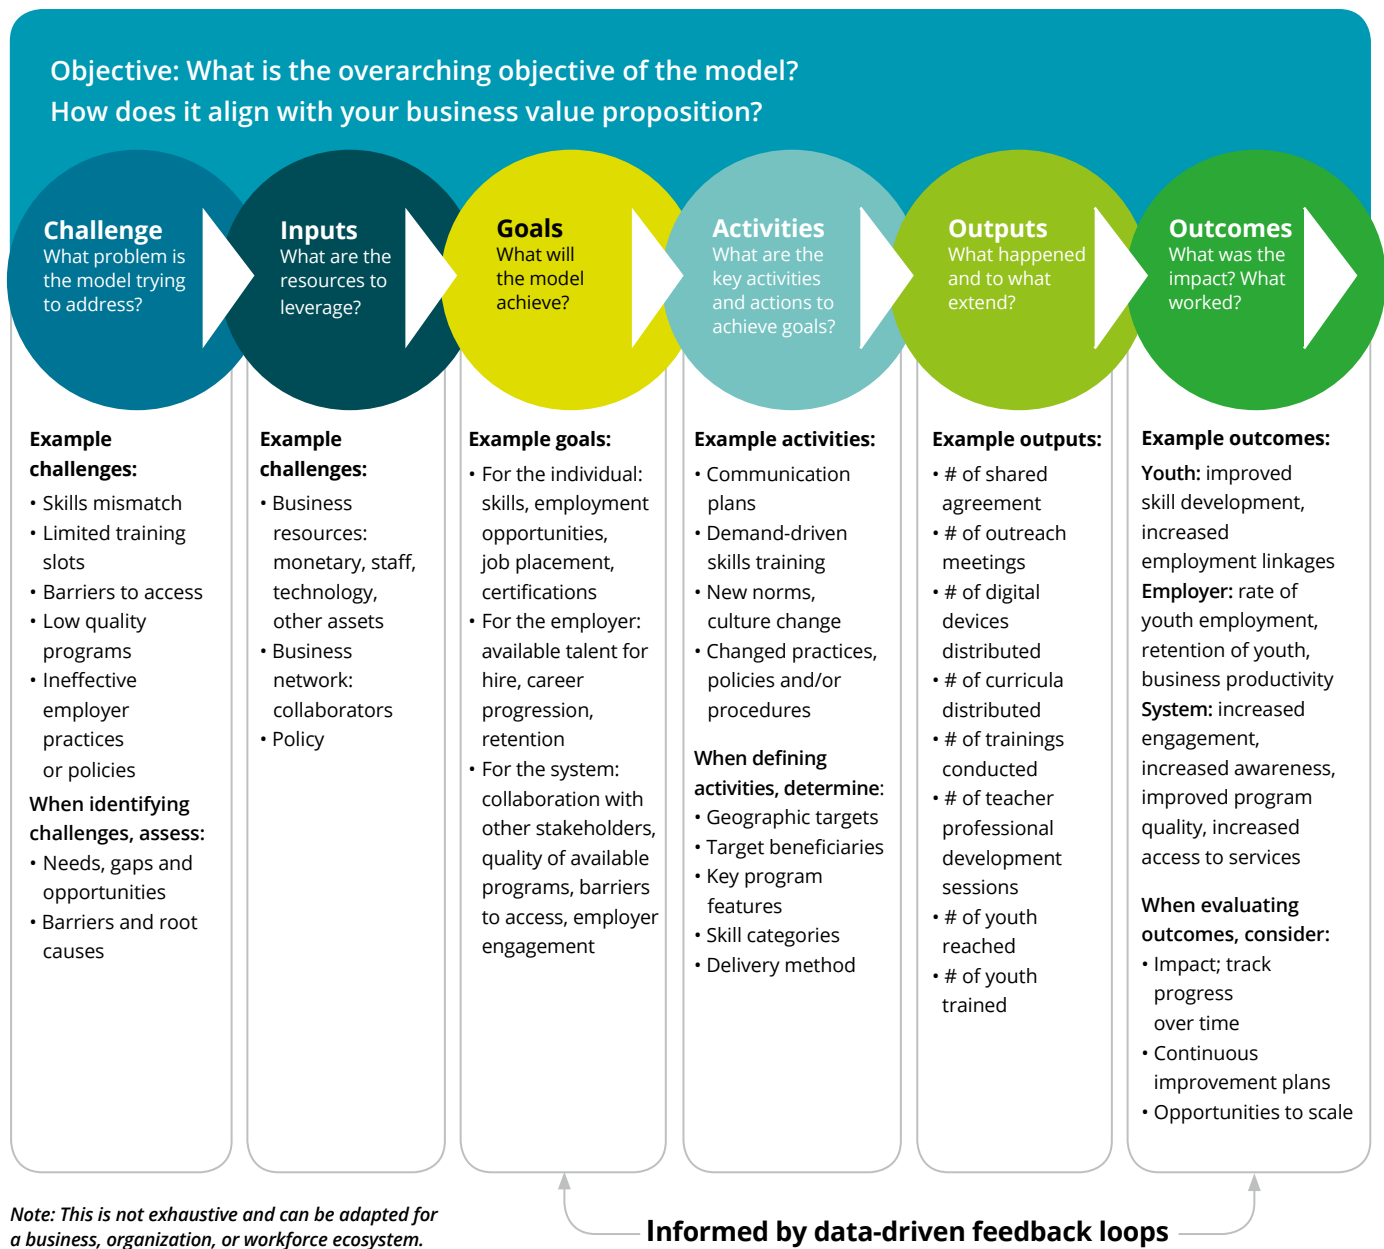 Objective: What is the overarching objective of the model?
How does it align with your business value proposition?
Challenge
What problem is
the model trying
to address?
Inputs
What are the
resources to
leverage?
Goals
What will
the model
achieve?
Activities
What are the
key activities
and actions to
achieve goals?
Outputs
What happened
and to what
extend?
Outcomes
What was the
impact? What
worked?
Example
challenges:
• Skills mismatch
• Limited training
slots
• Barriers to access
• Low quality
programs
• Ineffective
employer
practices
or policies
When identifying
challenges, assess:
• Needs, gaps and
opportunities
• Barriers and root
causes
Example
challenges:
• Business
resources:
monetary, staff,
technology,
other assets
• Business
network:
collaborators
• Policy
Example goals:
• For the individual:
skills, employment
opportunities,
job placement,
certifications
• For the employer:
available talent for
hire, career
progression,
retention
• For the system:
collaboration with
other stakeholders,
quality of available
programs, barriers
to access, employer
engagement
Example activities:
• Communication
plans
• Demand-driven
skills training
• New norms,
culture change
• Changed practices,
policies and/or
procedures
When defining
activities, determine:
• Geographic targets
• Target beneficiaries
• Key program
features
• Skill categories
• Delivery method
Example outputs:
• # of shared
agreement
• # of outreach
meetings
• # of digital
devices
distributed
• # of curricula
distributed
• # of trainings
conducted
• # of teacher
professional
development
sessions
• # of youth
reached
• # of youth
trained
Example outcomes:
Youth: improved
skill development,
increased
employment linkages
Employer: rate of
youth employment,
retention of youth,
business productivity
System: increased
engagement,
increased awareness,
improved program
quality, increased
access to services
When evaluating
outcomes, consider:
• Impact; track
progress
over time
• Continuous
improvement plans
• Opportunities to scale
Note: This is not exhaustive and can be adapted for
a business, organization, or workforce ecosystem.
Informed by data-driven feedback loops